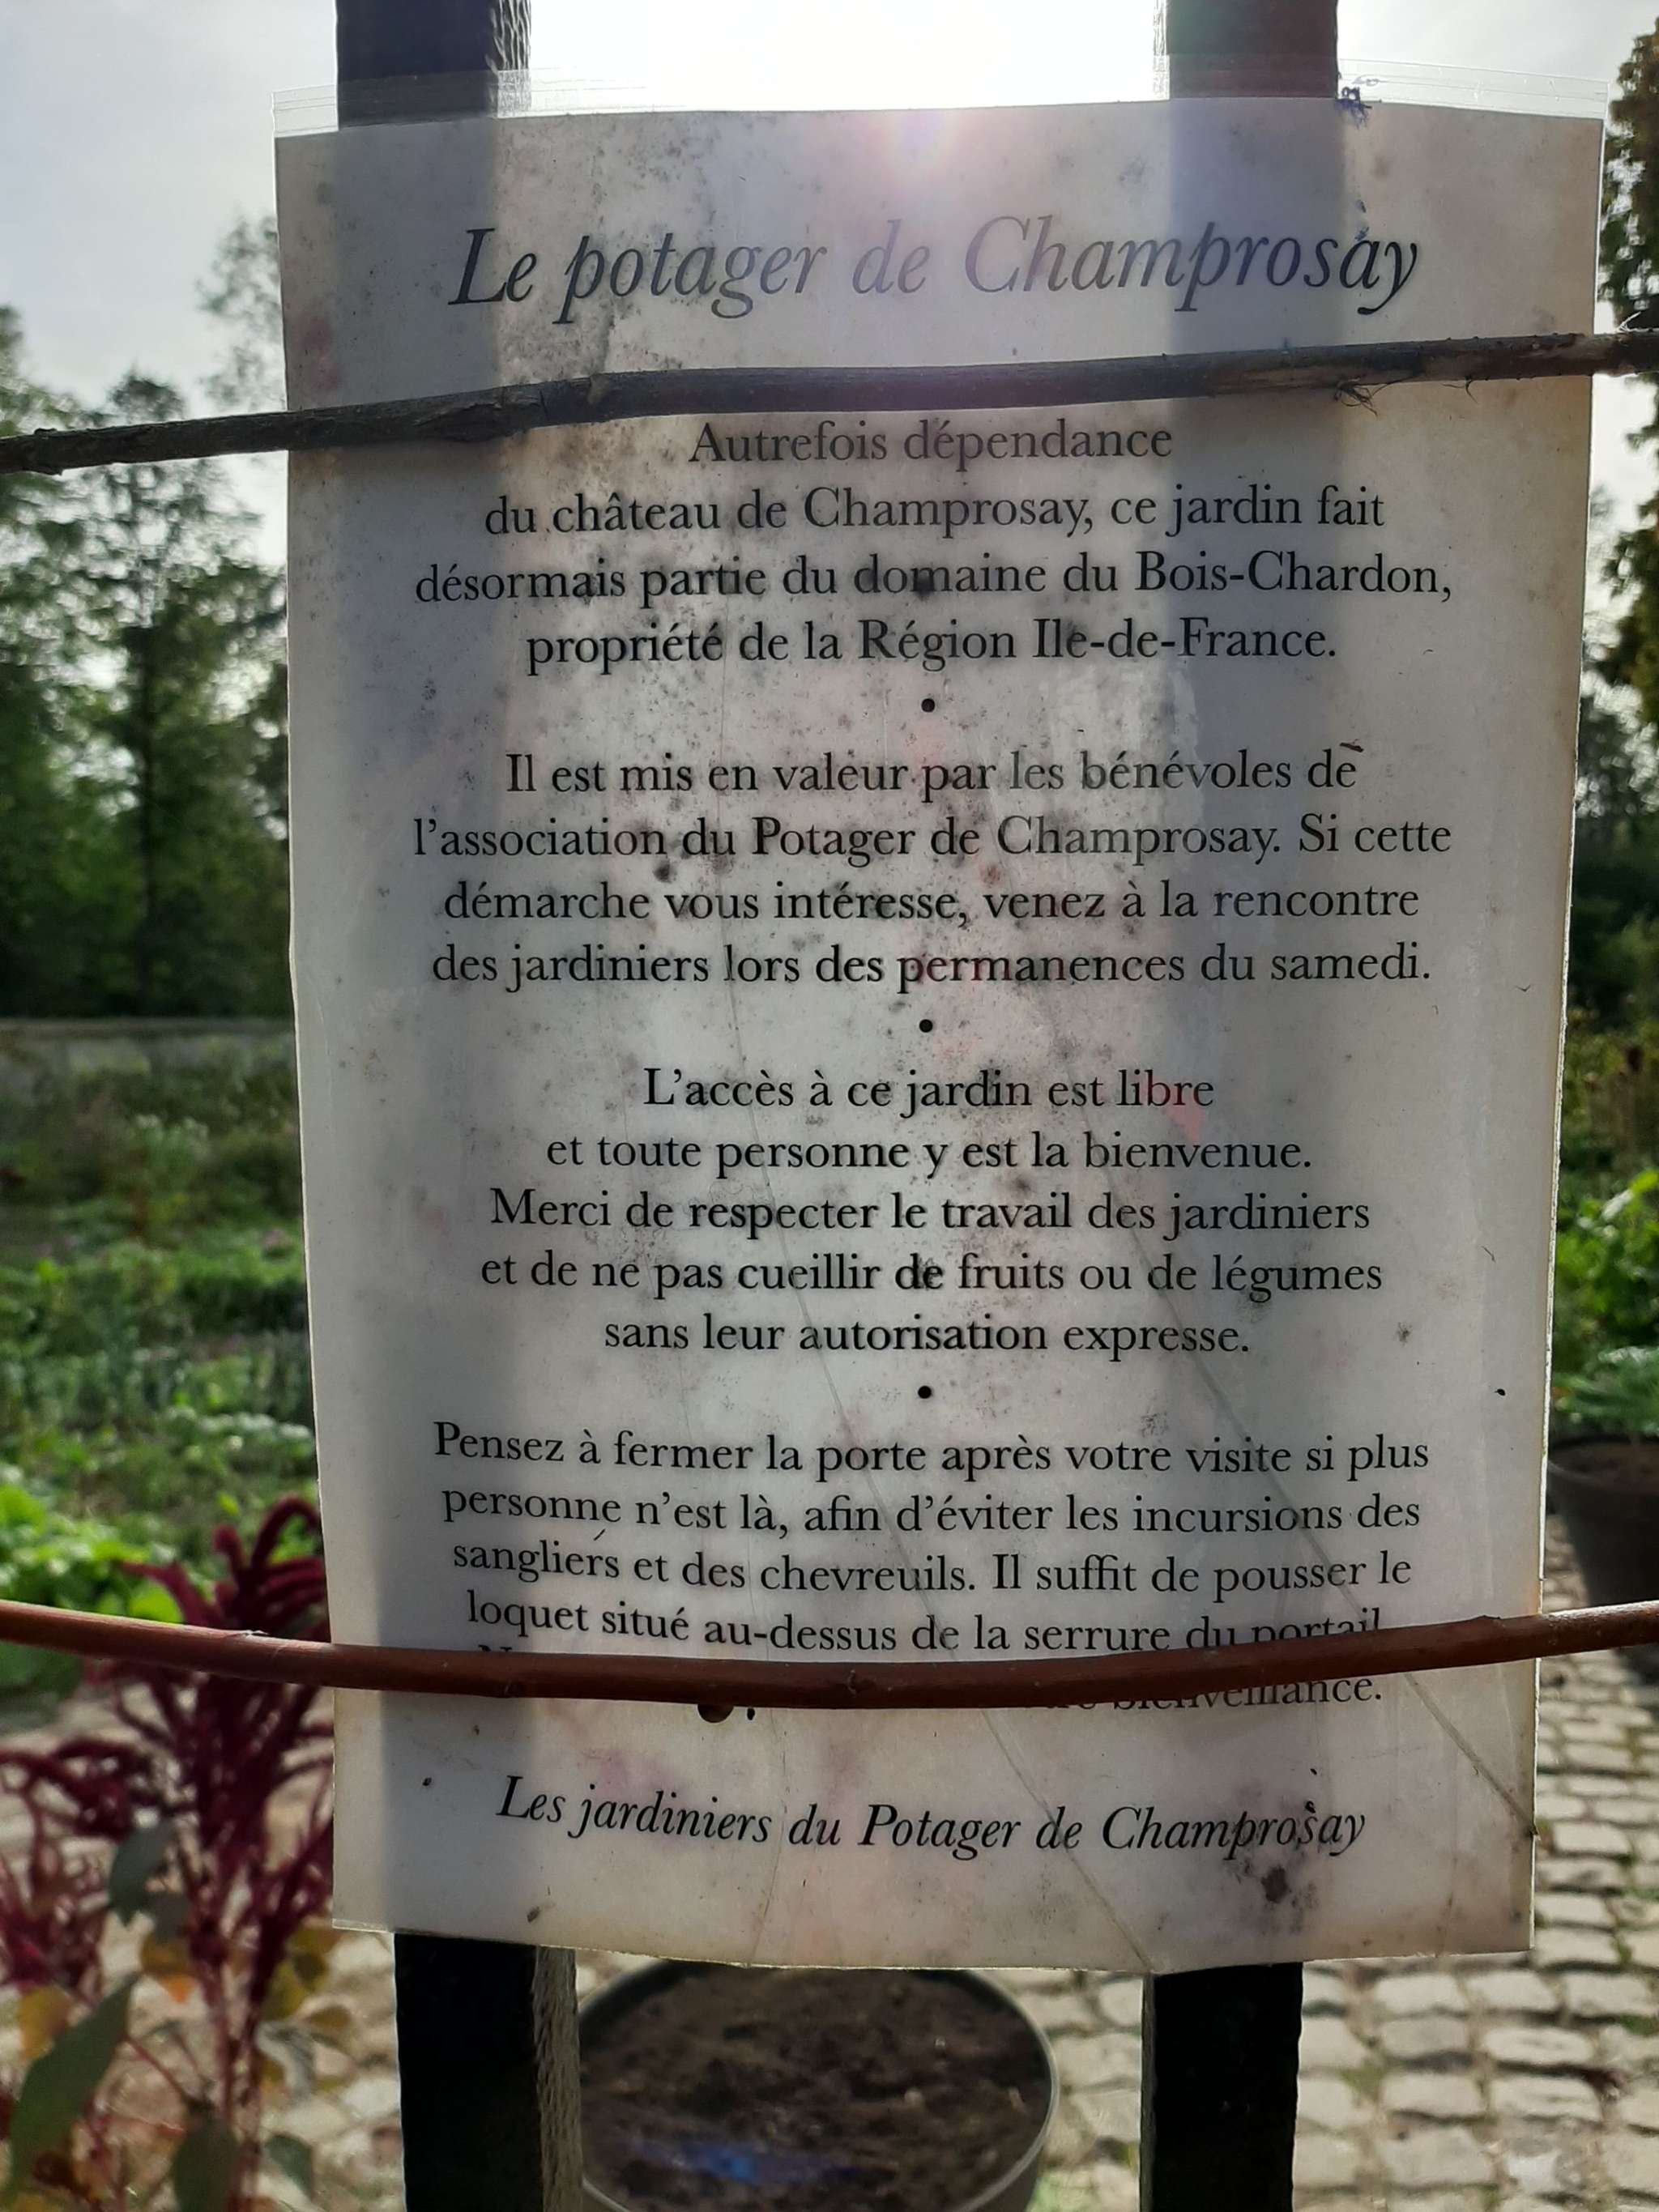 Le potager de Champrosay
Autrefois dépendance
du château de Champrosay, ce jardin fait
désormais partie du domaine du Bois-Chardon,
propriété de la Région Ile-de-France.
•
Il est mis en valeur par les bénévoles de
l'association du Potager de Champrosay. Si cette
démarche vous intéresse, venez à la rencontre
des jardiniers lors des permanences du samedi.
•
L'accès à ce jardin est libre
et toute personne y est la bienvenue.
Merci de respecter le travail des jardiniers
et de ne pas cueillir de fruits ou de légumes
sans leur autorisation expresse.
•
Pensez à fermer la porte après votre visite si plus
personne n'est là, afin d'éviter les incursions des
sangliers et des chevreuils. Il suffit de pousser le
loquet situé au-dessus de la serrure du portail
bienveillance.
Les jardiniers du Potager de Champrosay